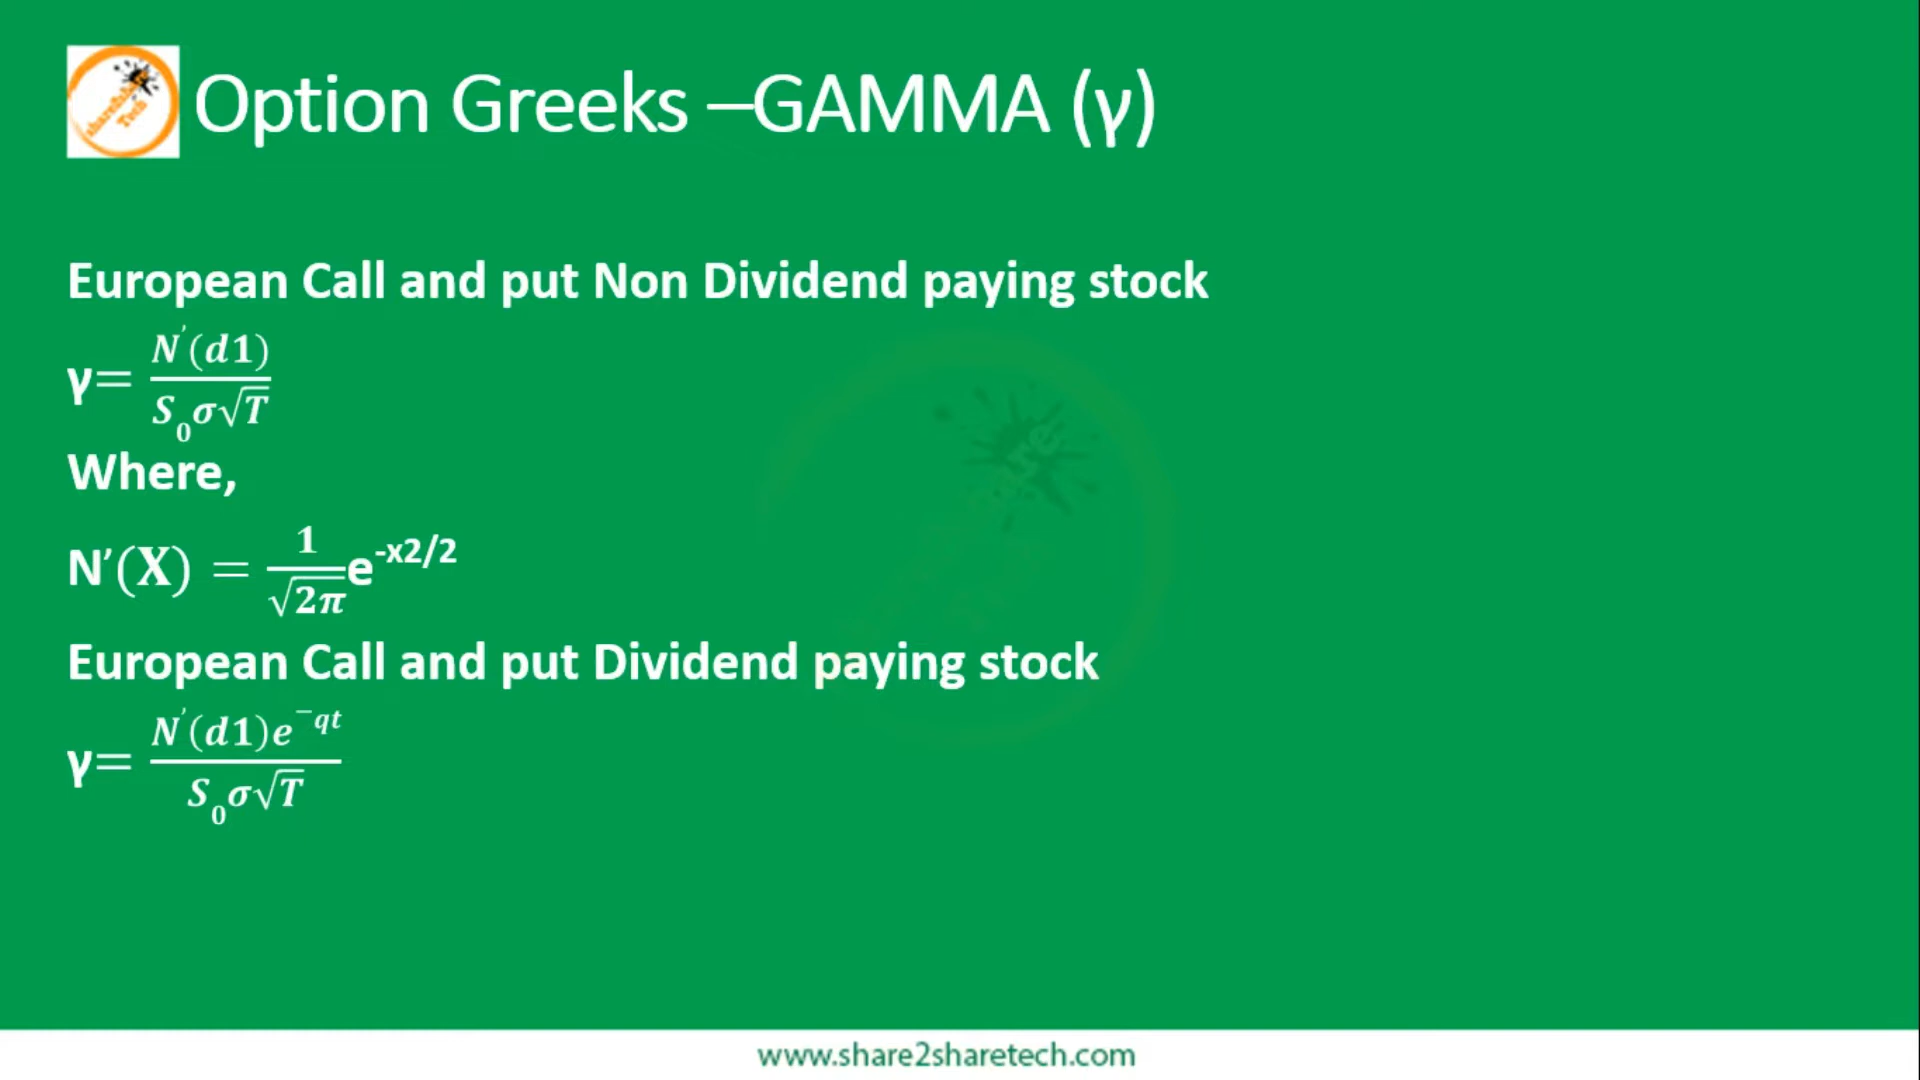 Option Greeks –GAMMA (γ)
European Call and put Non Dividend paying stock
γ= N′(d1) / S₀σ√T
Where,
N′(X) = 1/√2π e^-x2/2
European Call and put Dividend paying stock
γ= N′(d1)e^−qt / S₀σ√T
www.share2sharetech.com